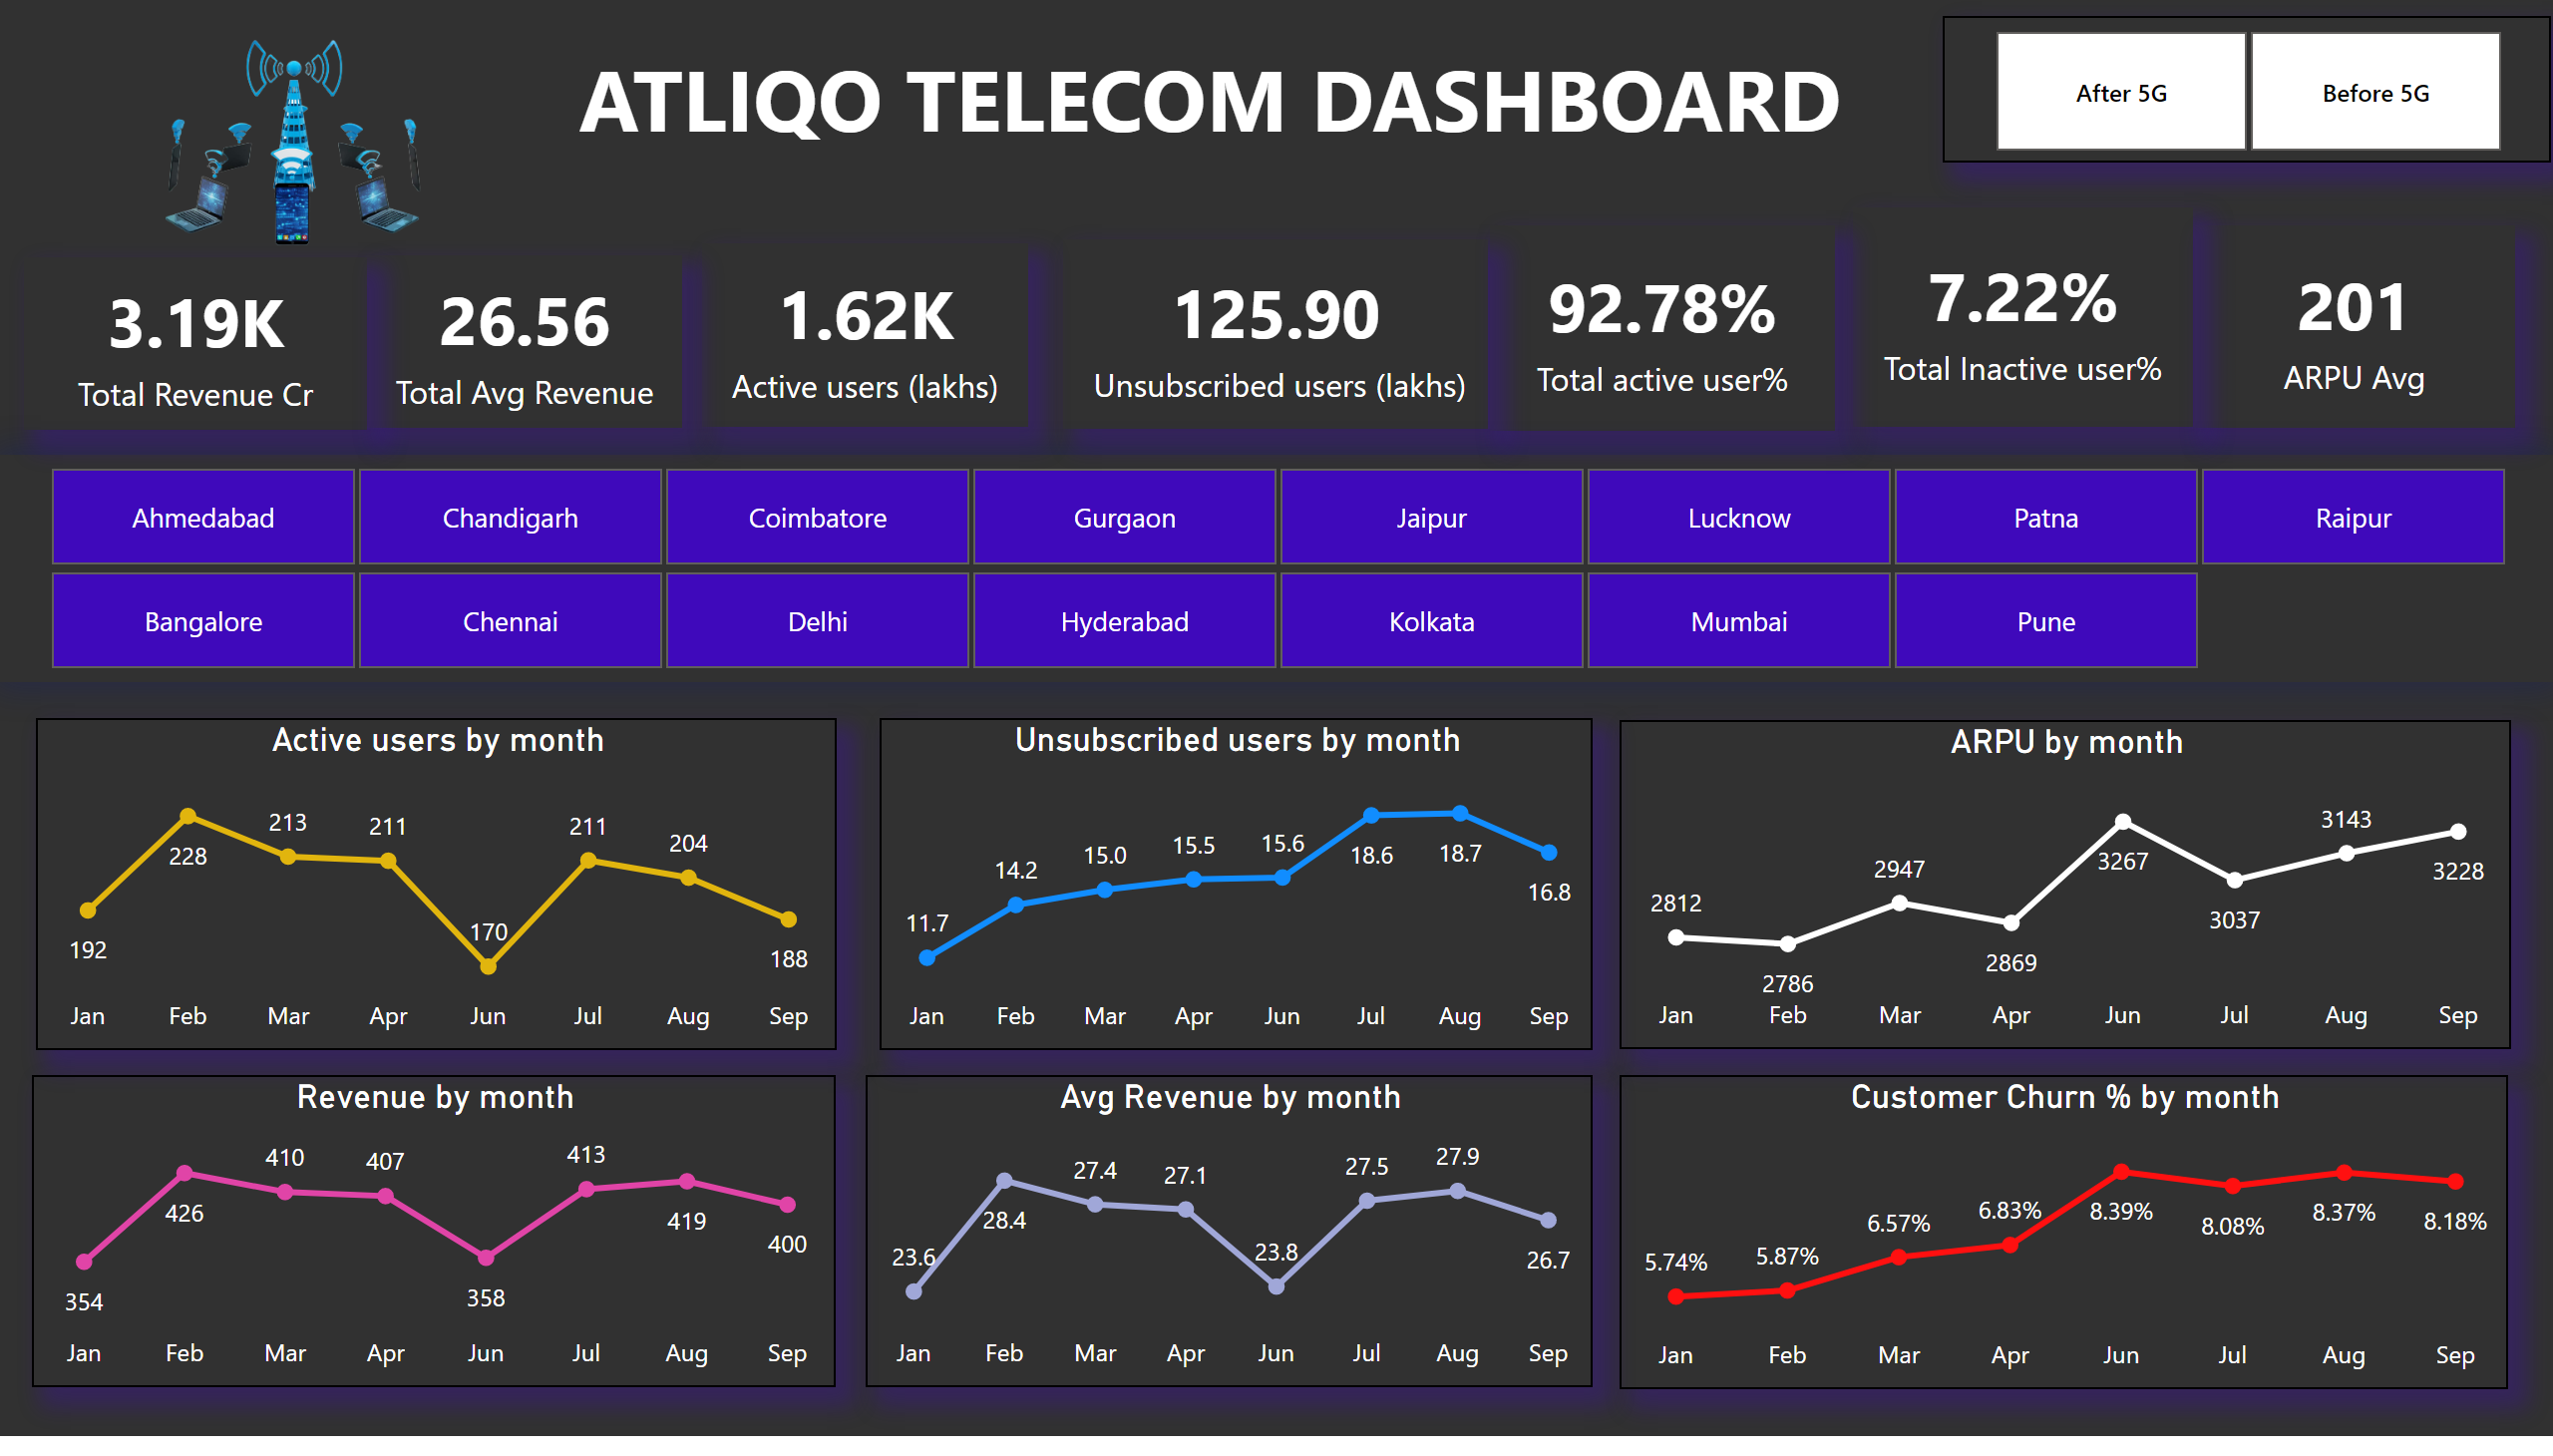 ATLIQO TELECOM DASHBOARD
After 5G
Before 5G
3.19K
Total Revenue Cr
26.56
Total Avg Revenue
1.62K
Active users (lakhs)
125.90
Unsubscribed users (lakhs)
92.78%
Total active user%
7.22%
Total Inactive user%
201
ARPU Avg
Ahmedabad
Chandigarh
Coimbatore
Gurgaon
Jaipur
Lucknow
Patna
Raipur
Bangalore
Chennai
Delhi
Hyderabad
Kolkata
Mumbai
Pune
Active users by month
192
228
213
211
170
211
204
188
Jan Feb Mar Apr Jun Jul Aug Sep
Unsubscribed users by month
11.7
14.2
15.0
15.5
15.6
18.6
18.7
16.8
Jan Feb Mar Apr Jun Jul Aug Sep
ARPU by month
2812
2786
2947
2869
3267
3037
3143
3228
Jan Feb Mar Apr Jun Jul Aug Sep
Revenue by month
354
426
410
407
358
413
419
400
Jan Feb Mar Apr Jun Jul Aug Sep
Avg Revenue by month
23.6
28.4
27.4
27.1
23.8
27.5
27.9
26.7
Jan Feb Mar Apr Jun Jul Aug Sep
Customer Churn % by month
5.74%
5.87%
6.57%
6.83%
8.39%
8.08%
8.37%
8.18%
Jan Feb Mar Apr Jun Jul Aug Sep